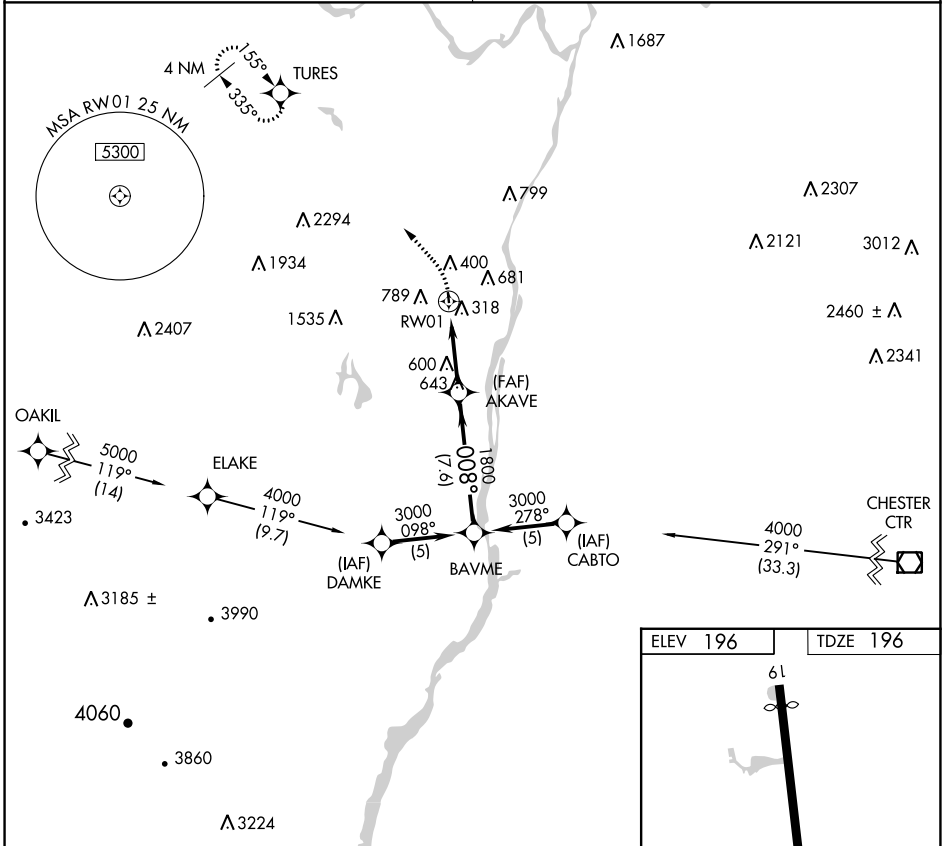 1687
4 NM
155°
335°
TURES
MSA RW01 25 NM
5300
799
2307
2294
2121
3012
1934
400
681
789
318
RW01
1535
2407
2460 ±
2341
600
643
(FAF)
AKAVE
OAKIL
5000
119°
(14)
ELAKE
4000
119°
(9.7)
1800
008°
(7.6)
3423
3000
098°
(5)
3000
278°
(5)
CHESTER
CTR
4000
291°
(33.3)
(IAF)
DAMKE
BAVME
(IAF)
CABTO
3185 ±
3990
ELEV 196
TDZE 196
19
4060
3860
3224